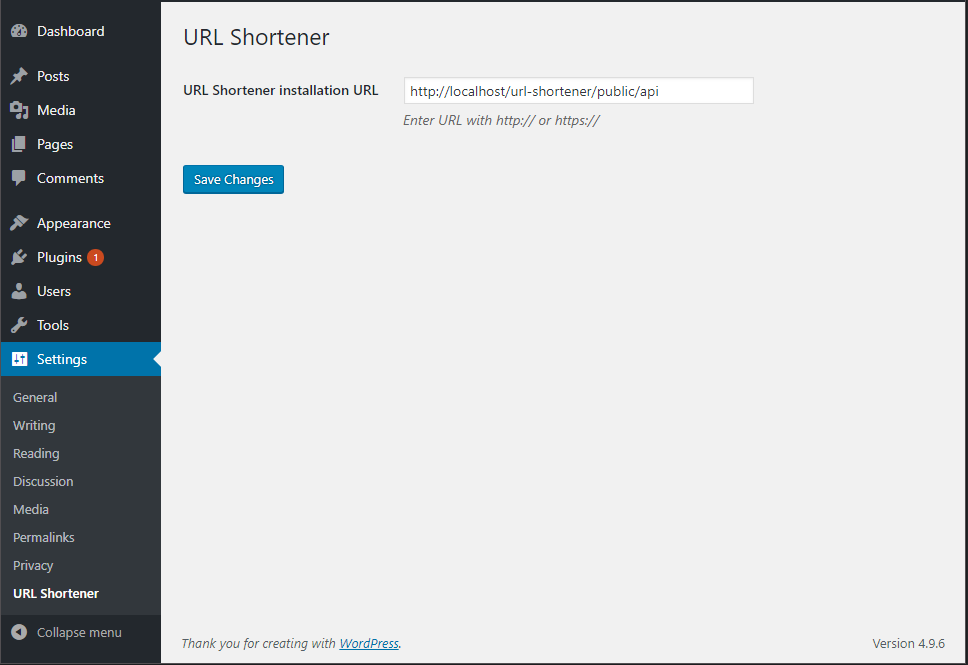 Dashboard
Posts
Media
Pages
Comments
Appearance
Plugins 1
Users
Tools
Settings
General
Writing
Reading
Discussion
Media
Permalinks
Privacy
URL Shortener
Collapse menu
URL Shortener
URL Shortener installation URL http://localhost/url-shortener/public/api
Enter URL with http:// or https://
Save Changes
Thank you for creating with WordPress. Version 4.9.6